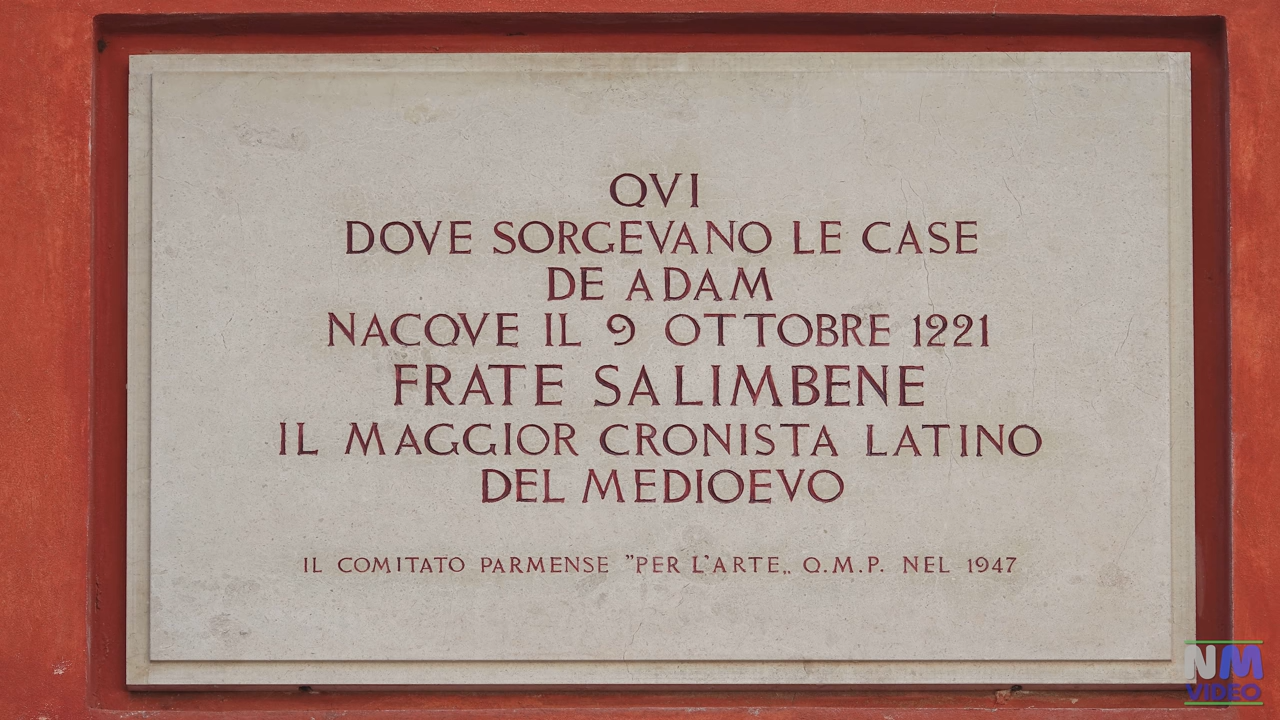 QVI
DOVE SORGEVANO LE CASE
DE ADAM
NACQVE IL 9 OTTOBRE 1221
FRATE SALIMBENE
IL MAGGIOR CRONISTA LATINO
DEL MEDIOEVO
IL COMITATO PARMENSE "PER L'ARTE„ Q.M.P. NEL 1947
NM
VIDEO